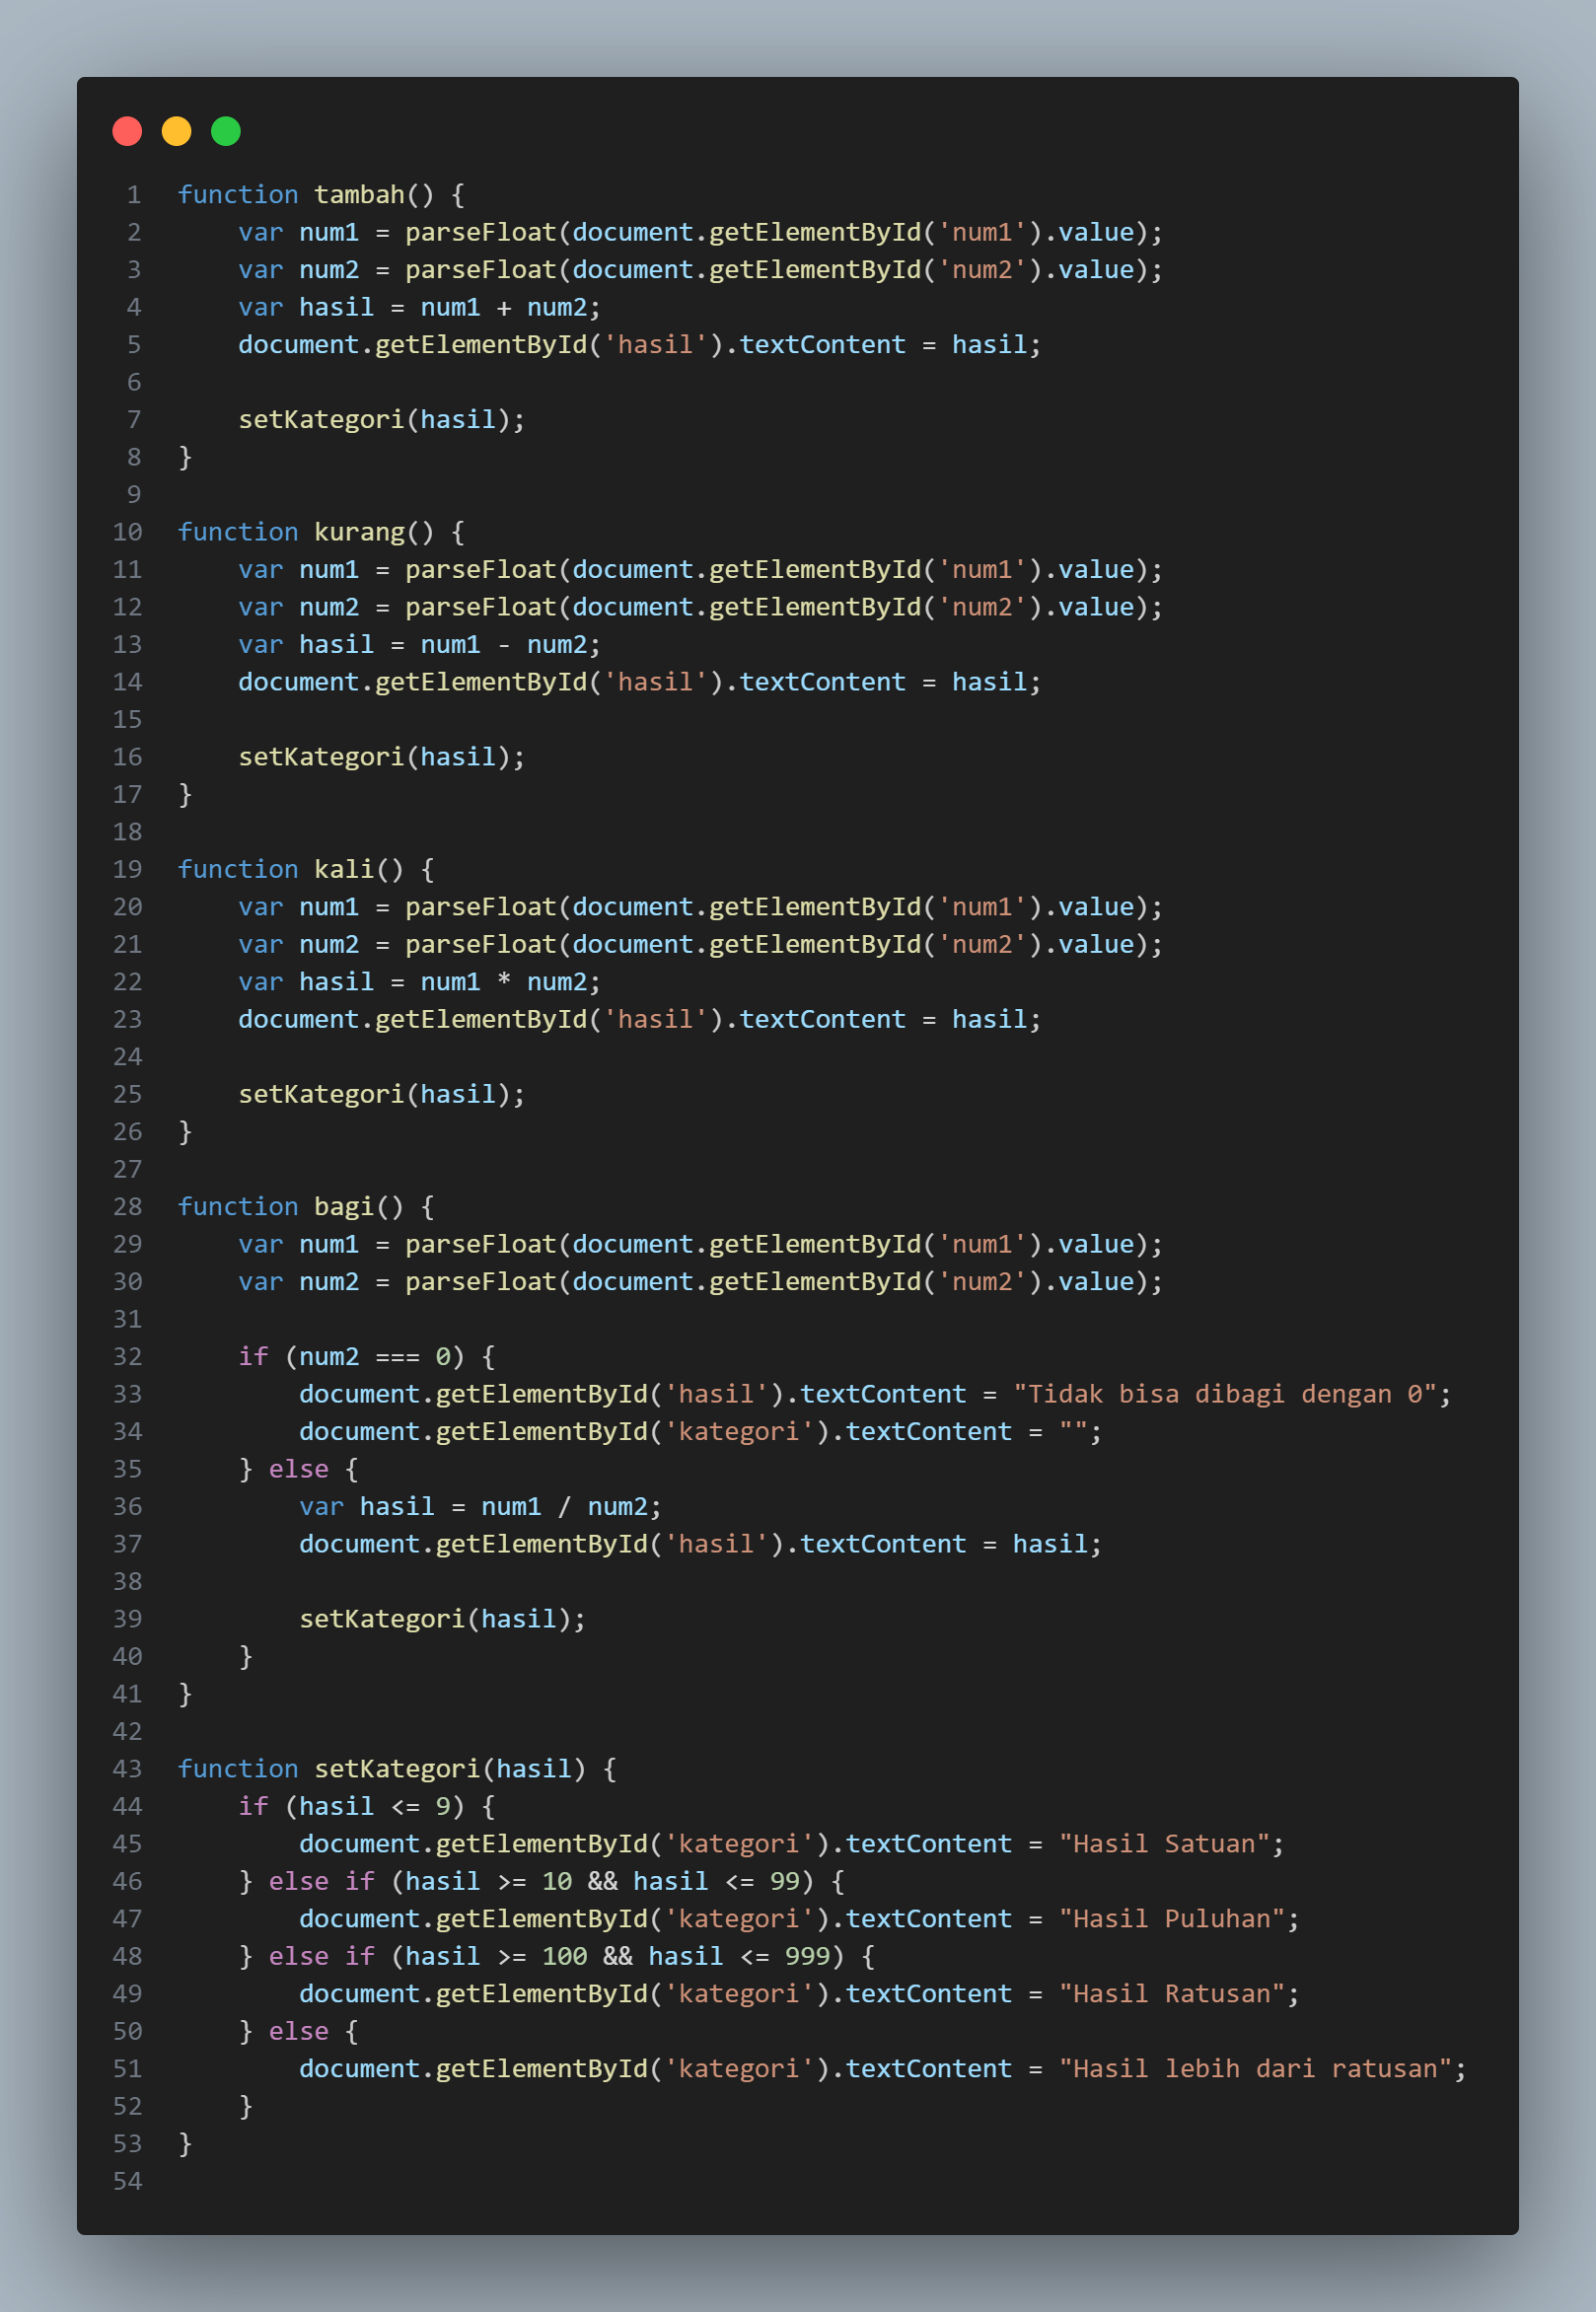 1 function tambah() {
2     var num1 = parseFloat(document.getElementById('num1').value);
3     var num2 = parseFloat(document.getElementById('num2').value);
4     var hasil = num1 + num2;
5     document.getElementById('hasil').textContent = hasil;
6
7     setKategori(hasil);
8 }
9
10 function kurang() {
11     var num1 = parseFloat(document.getElementById('num1').value);
12     var num2 = parseFloat(document.getElementById('num2').value);
13     var hasil = num1 - num2;
14     document.getElementById('hasil').textContent = hasil;
15
16     setKategori(hasil);
17 }
18
19 function kali() {
20     var num1 = parseFloat(document.getElementById('num1').value);
21     var num2 = parseFloat(document.getElementById('num2').value);
22     var hasil = num1 * num2;
23     document.getElementById('hasil').textContent = hasil;
24
25     setKategori(hasil);
26 }
27
28 function bagi() {
29     var num1 = parseFloat(document.getElementById('num1').value);
30     var num2 = parseFloat(document.getElementById('num2').value);
31
32     if (num2 === 0) {
33         document.getElementById('hasil').textContent = "Tidak bisa dibagi dengan 0";
34         document.getElementById('kategori').textContent = "";
35     } else {
36         var hasil = num1 / num2;
37         document.getElementById('hasil').textContent = hasil;
38
39         setKategori(hasil);
40     }
41 }
42
43 function setKategori(hasil) {
44     if (hasil <= 9) {
45         document.getElementById('kategori').textContent = "Hasil Satuan";
46     } else if (hasil >= 10 && hasil <= 99) {
47         document.getElementById('kategori').textContent = "Hasil Puluhan";
48     } else if (hasil >= 100 && hasil <= 999) {
49         document.getElementById('kategori').textContent = "Hasil Ratusan";
50     } else {
51         document.getElementById('kategori').textContent = "Hasil lebih dari ratusan";
52     }
53 }
54